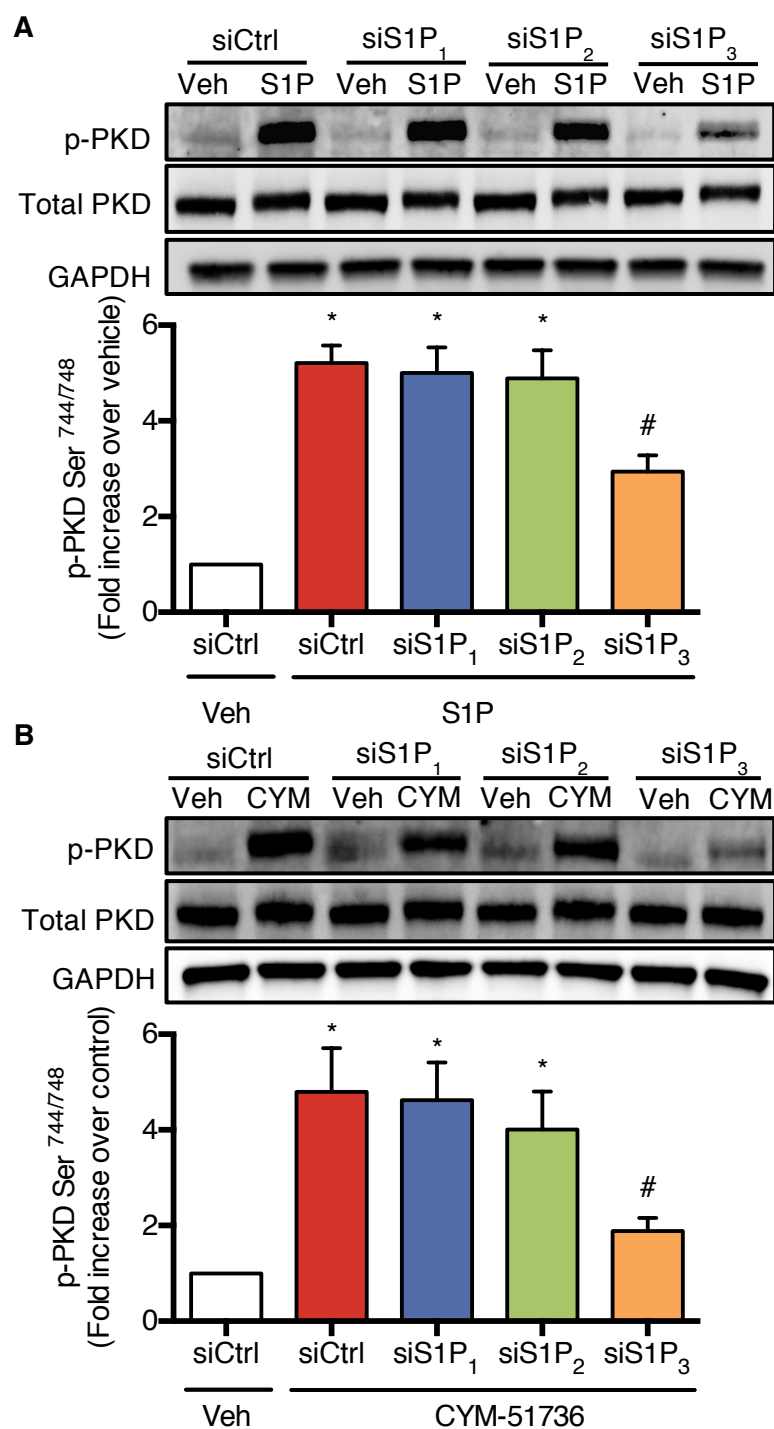 A
siCtrl siS1P1 siS1P2 siS1P3
Veh S1P Veh S1P Veh S1P Veh S1P
p-PKD
Total PKD
GAPDH
p-PKD Ser 744/748
(Fold increase over vehicle)
6
4
2
0
* * * #
siCtrl siCtrl siS1P1 siS1P2 siS1P3
Veh S1P
B
siCtrl siS1P1 siS1P2 siS1P3
Veh CYM Veh CYM Veh CYM Veh CYM
p-PKD
Total PKD
GAPDH
p-PKD Ser 744/748
(Fold increase over control)
6
4
2
0
* * * #
siCtrl siCtrl siS1P1 siS1P2 siS1P3
Veh CYM-51736